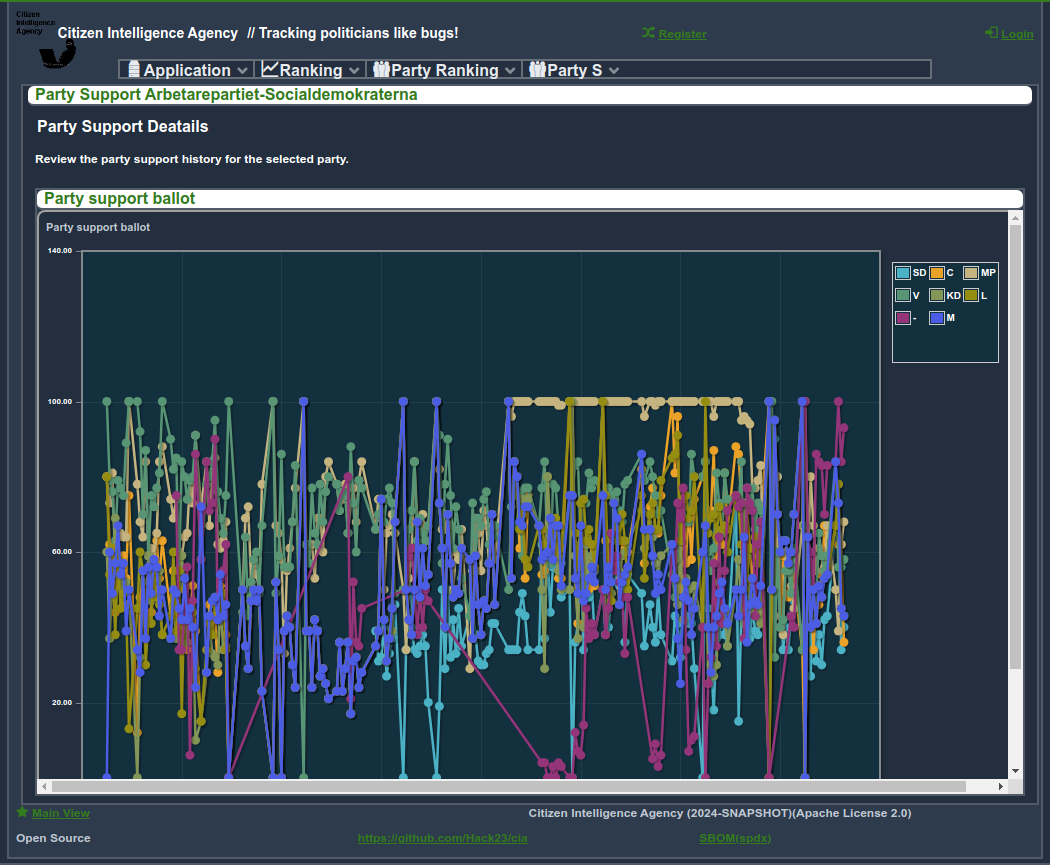 Citizen
Intelligence
Agency
Citizen Intelligence Agency // Tracking politicians like bugs!
Register
Login
Application
Ranking
Party Ranking
Party S
Party Support Arbetarepartiet-Socialdemokraterna
Party Support Deatails
Review the party support history for the selected party.
Party support ballot
Party support ballot
140.00
100.00
60.00
20.00
SD C MP
V KD L
- M
Main View
Citizen Intelligence Agency (2024-SNAPSHOT)(Apache License 2.0)
Open Source
https://github.com/Hack23/cia
SBOM(spdx)